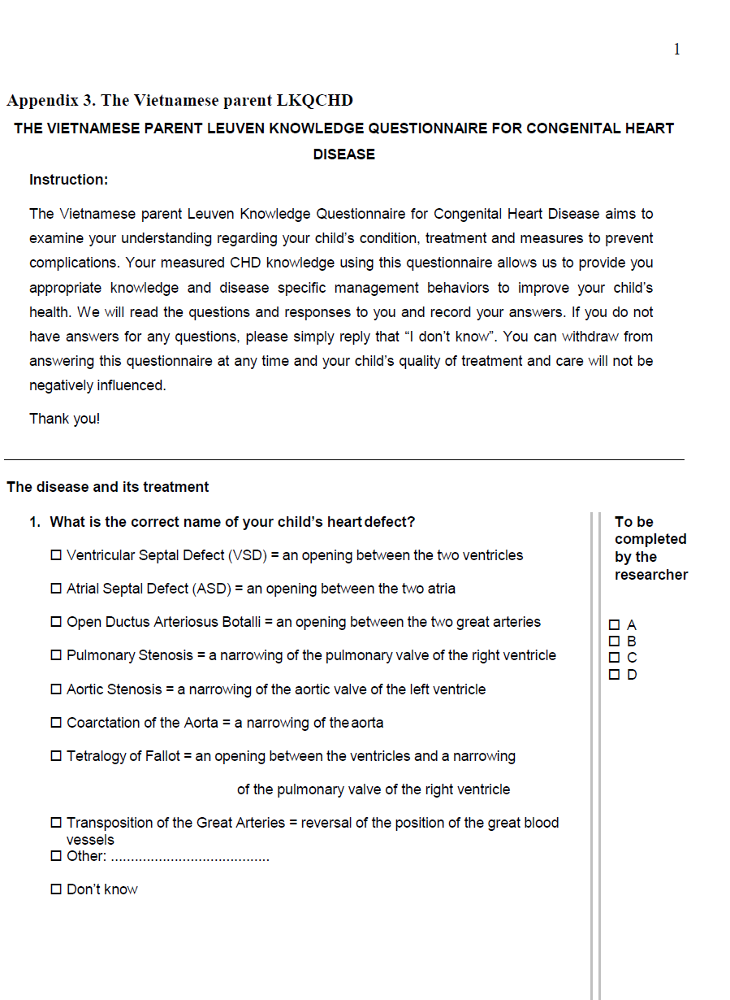 1
Appendix 3. The Vietnamese parent LKQCHD
THE VIETNAMESE PARENT LEUVEN KNOWLEDGE QUESTIONNAIRE FOR CONGENITAL HEART
DISEASE
Instruction:
The Vietnamese parent Leuven Knowledge Questionnaire for Congenital Heart Disease aims to
examine your understanding regarding your child's condition, treatment and measures to prevent
complications. Your measured CHD knowledge using this questionnaire allows us to provide you
appropriate knowledge and disease specific management behaviors to improve your child's
health. We will read the questions and responses to you and record your answers. If you do not
have answers for any questions, please simply reply that “I don't know”. You can withdraw from
answering this questionnaire at any time and your child's quality of treatment and care will not be
negatively influenced.
Thank you!
The disease and its treatment
1. What is the correct name of your child's heart defect?
☐ Ventricular Septal Defect (VSD) = an opening between the two ventricles
☐ Atrial Septal Defect (ASD) = an opening between the two atria
☐ Open Ductus Arteriosus Botalli = an opening between the two great arteries
☐ Pulmonary Stenosis = a narrowing of the pulmonary valve of the right ventricle
☐ Aortic Stenosis = a narrowing of the aortic valve of the left ventricle
☐ Coarctation of the Aorta = a narrowing of the aorta
☐ Tetralogy of Fallot = an opening between the ventricles and a narrowing
of the pulmonary valve of the right ventricle
☐ Transposition of the Great Arteries = reversal of the position of the great blood
vessels
☐ Other: ........................................
☐ Don't know
To be
completed
by the
researcher
☐ A
☐ B
☐ C
☐ D